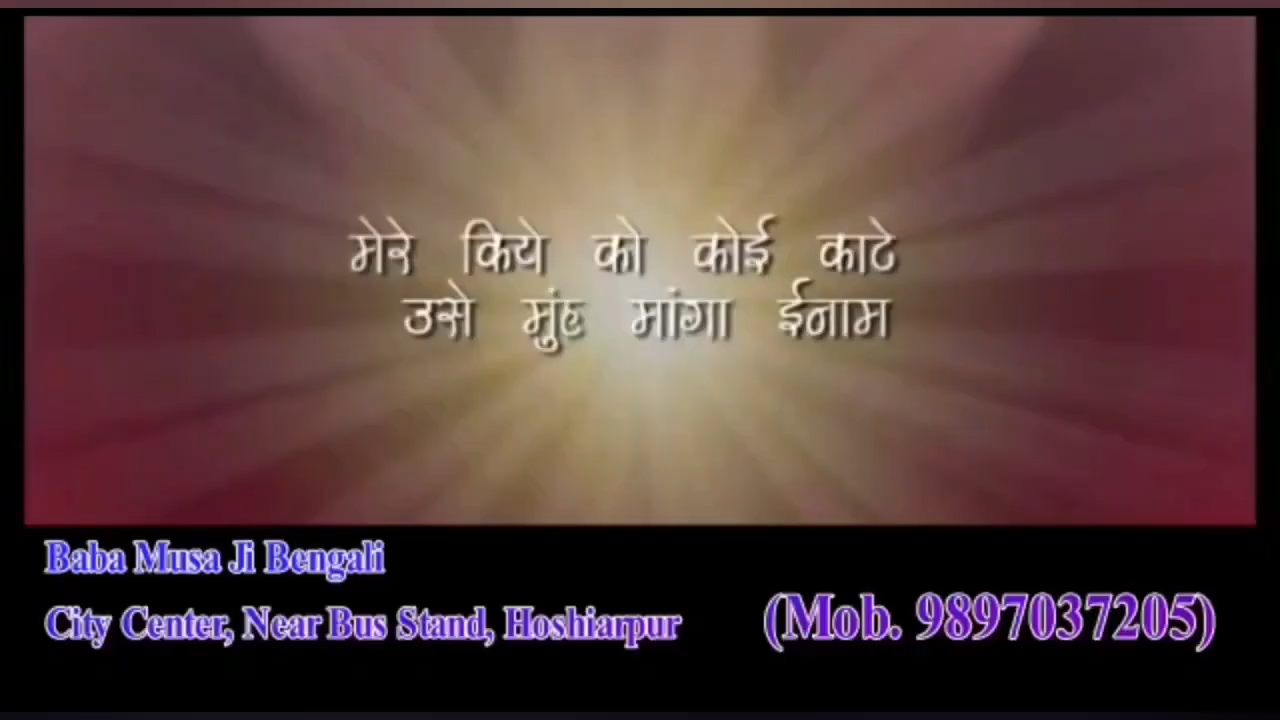 मेरे किये को कोई काटे
उसे मुंह मांगा ईनाम
Baba Musa Ji Bengali
City Center, Near Bus Stand, Hoshiarpur
(Mob. 9897037205)